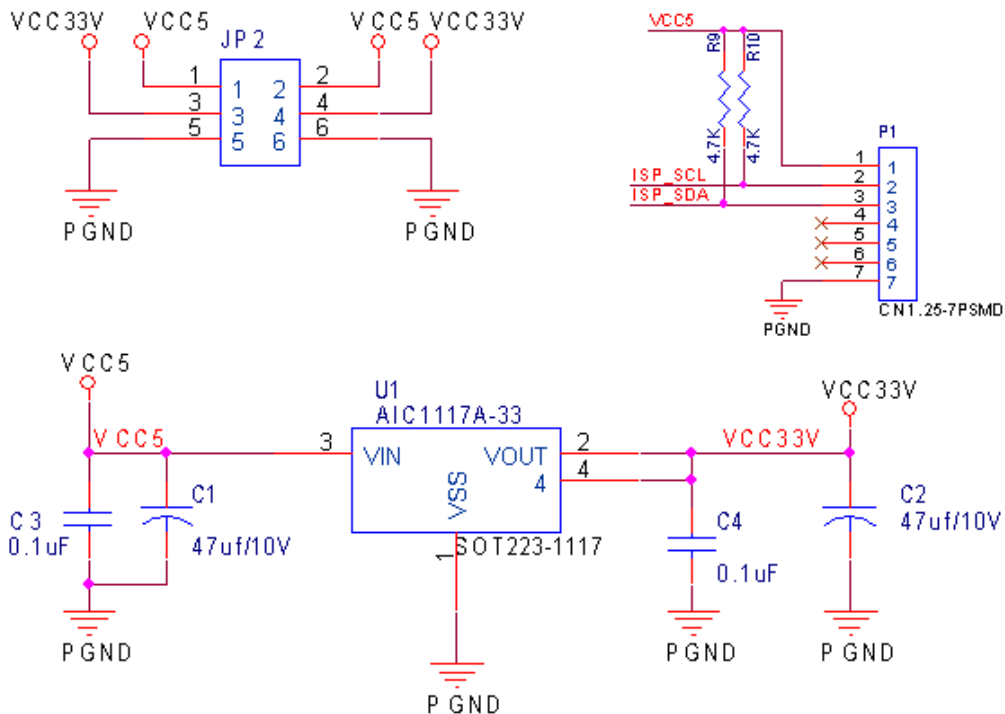 VCC33V VCC5 VCC5 VCC33V
JP2
1 1 2 2
3 3 4 4
5 5 6 6
PGND PGND
VCC5
R9 R10
4.7K 4.7K
P1
ISP_SCL
ISP_SDA
1 1
2 2
3 3
4 4
5 5
6 6
7 7
PGND
CN1.25-7PSMD
VCC5
U1
AIC1117A-33
VCC33V
VCC5 3 VIN VOUT 2 VCC33V
4 4
VSS
1
SOT223-1117
C3
0.1uF
C1
47uf/10V
C4
0.1uF
C2
47uf/10V
PGND
PGND
PGND
PGND